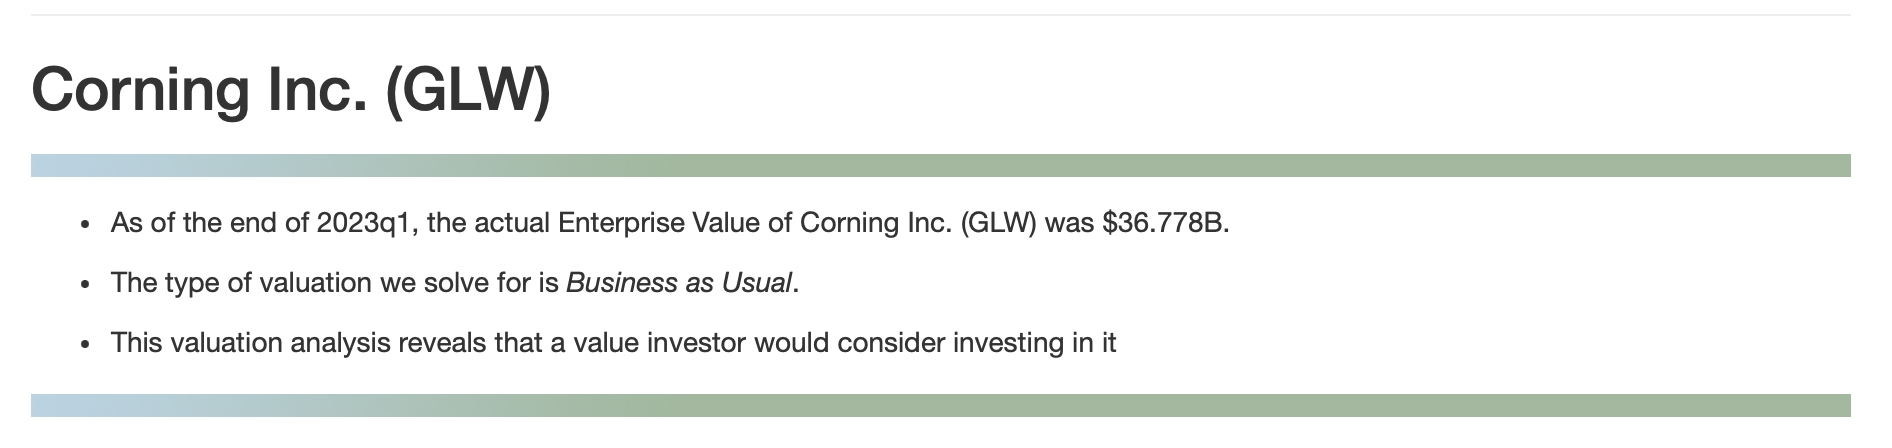 Corning Inc. (GLW)
As of the end of 2023q1, the actual Enterprise Value of Corning Inc. (GLW) was $36.778B.
The type of valuation we solve for is Business as Usual.
This valuation analysis reveals that a value investor would consider investing in it